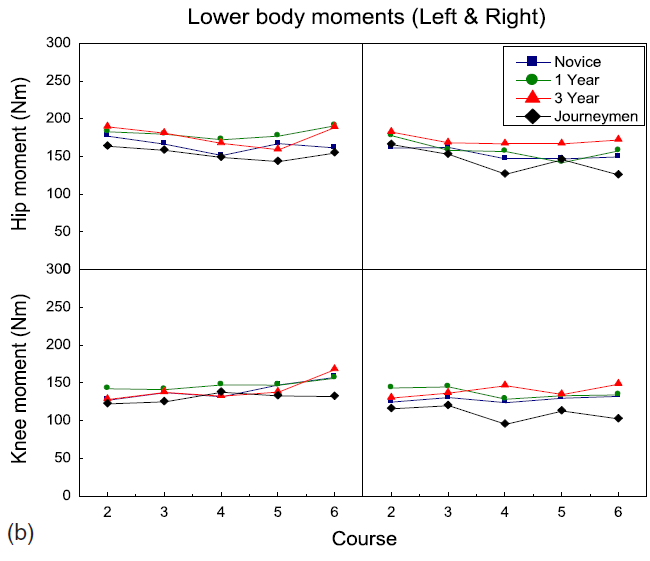 Lower body moments (Left & Right)
Hip moment (Nm)
300
250
200
150
100
50
300
Novice
1 Year
3 Year
Journeymen
Knee moment (Nm)
250
200
150
100
50
0
2 3 4 5 6 2 3 4 5 6
Course
(b)